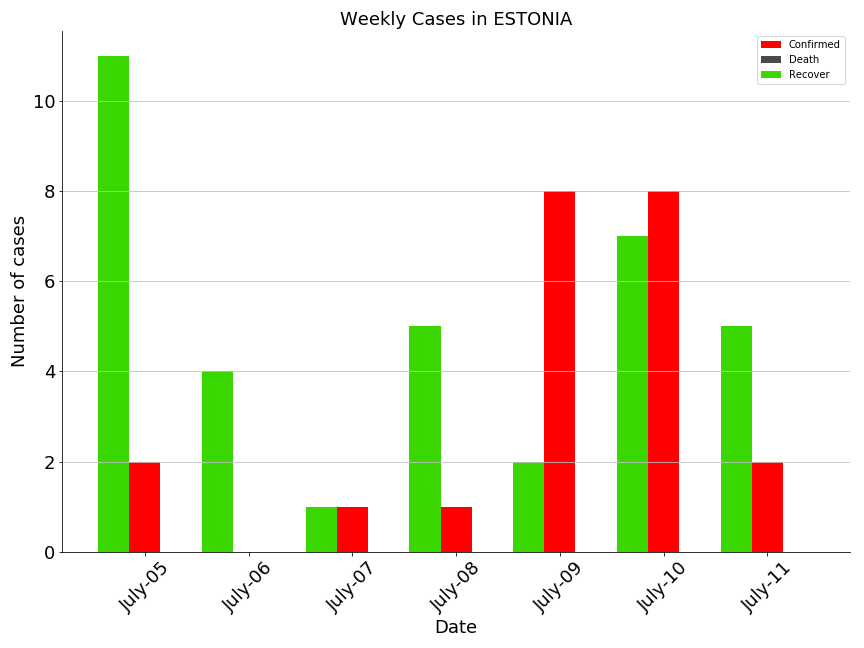 Weekly Cases in ESTONIA
Confirmed
Death
Recover
Number of cases
10
8
6
4
2
0
July-05
July-06
July-07
July-08
July-09
July-10
July-11
Date